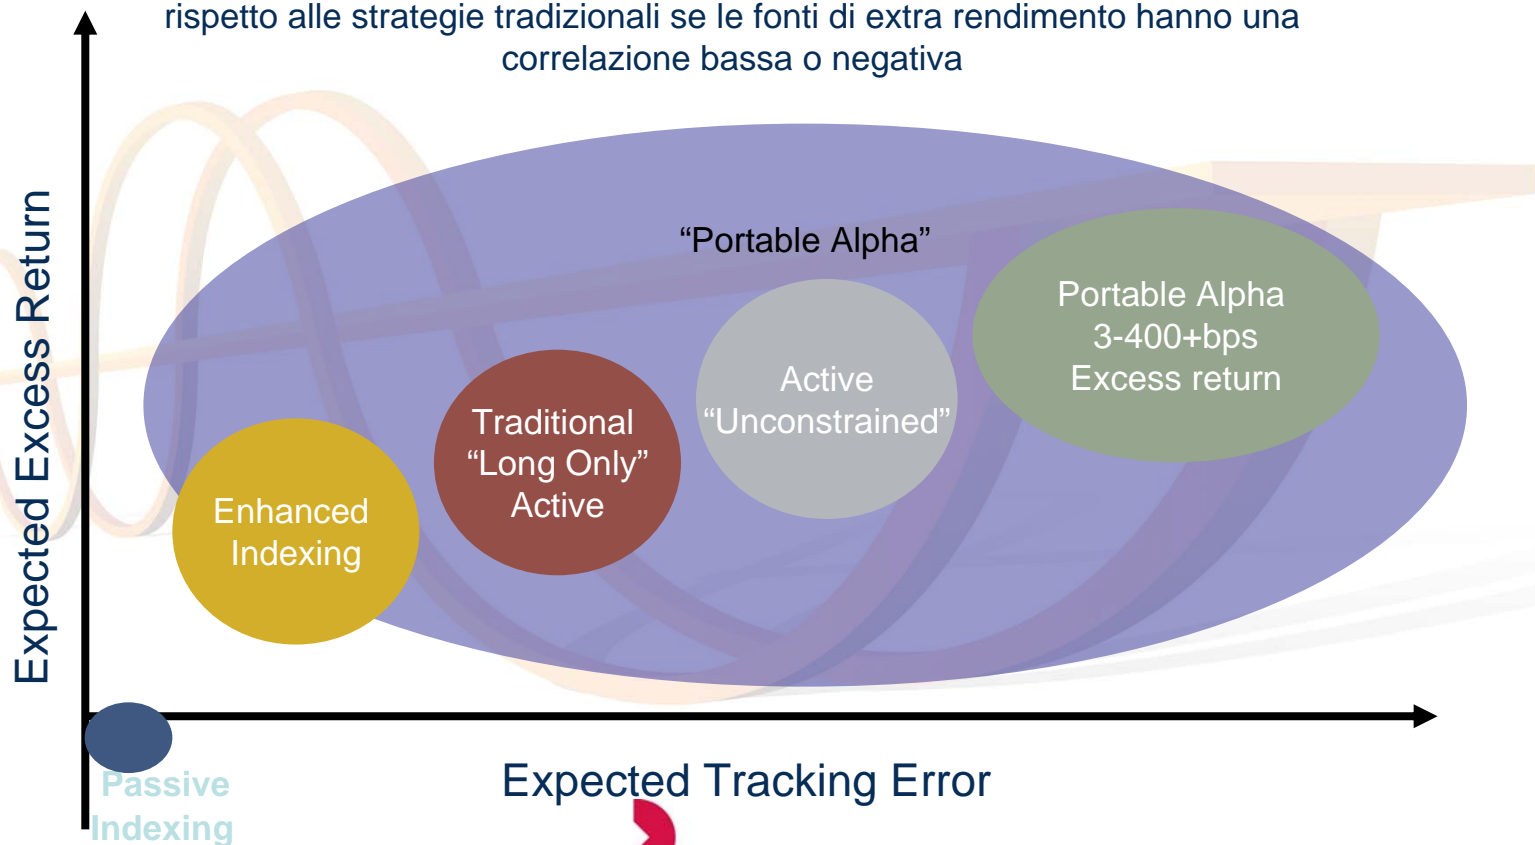 rispetto alle strategie tradizionali se le fonti di extra rendimento hanno una
correlazione bassa o negativa
Expected Excess Return
“Portable Alpha”
Portable Alpha
3-400+bps
Excess return
Active
“Unconstrained”
Traditional
“Long Only”
Active
Enhanced
Indexing
Passive
Indexing
Expected Tracking Error